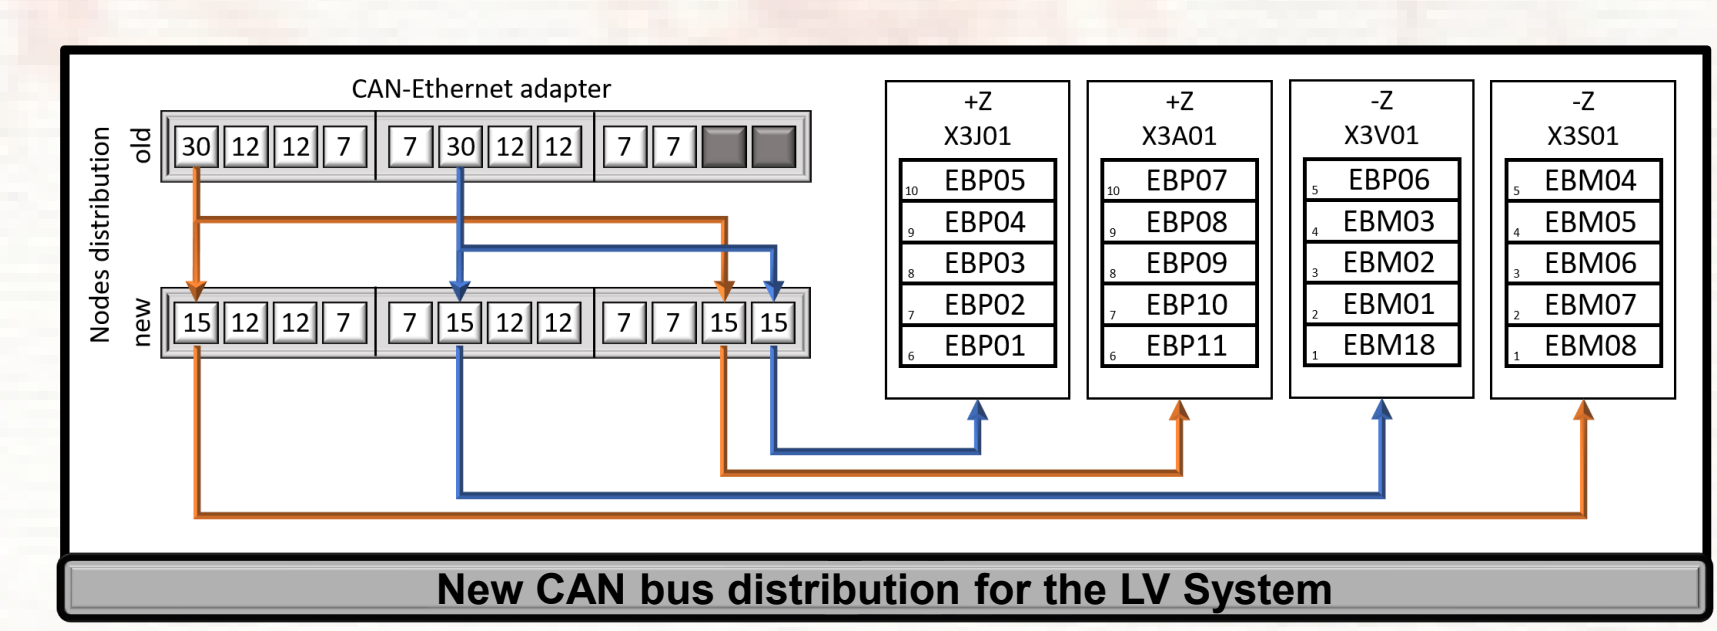 CAN-Ethernet adapter
Nodes distribution
old
30 12 12 7 7 30 12 12 7 7
new
15 12 12 7 7 15 12 12 7 7 15 15
+Z
X3J01
10 EBP05
9 EBP04
8 EBP03
7 EBP02
6 EBP01
+Z
X3A01
10 EBP07
9 EBP08
8 EBP09
7 EBP10
6 EBP11
-Z
X3V01
5 EBP06
4 EBM03
3 EBM02
2 EBM01
1 EBM18
-Z
X3S01
5 EBM04
4 EBM05
3 EBM06
2 EBM07
1 EBM08
New CAN bus distribution for the LV System